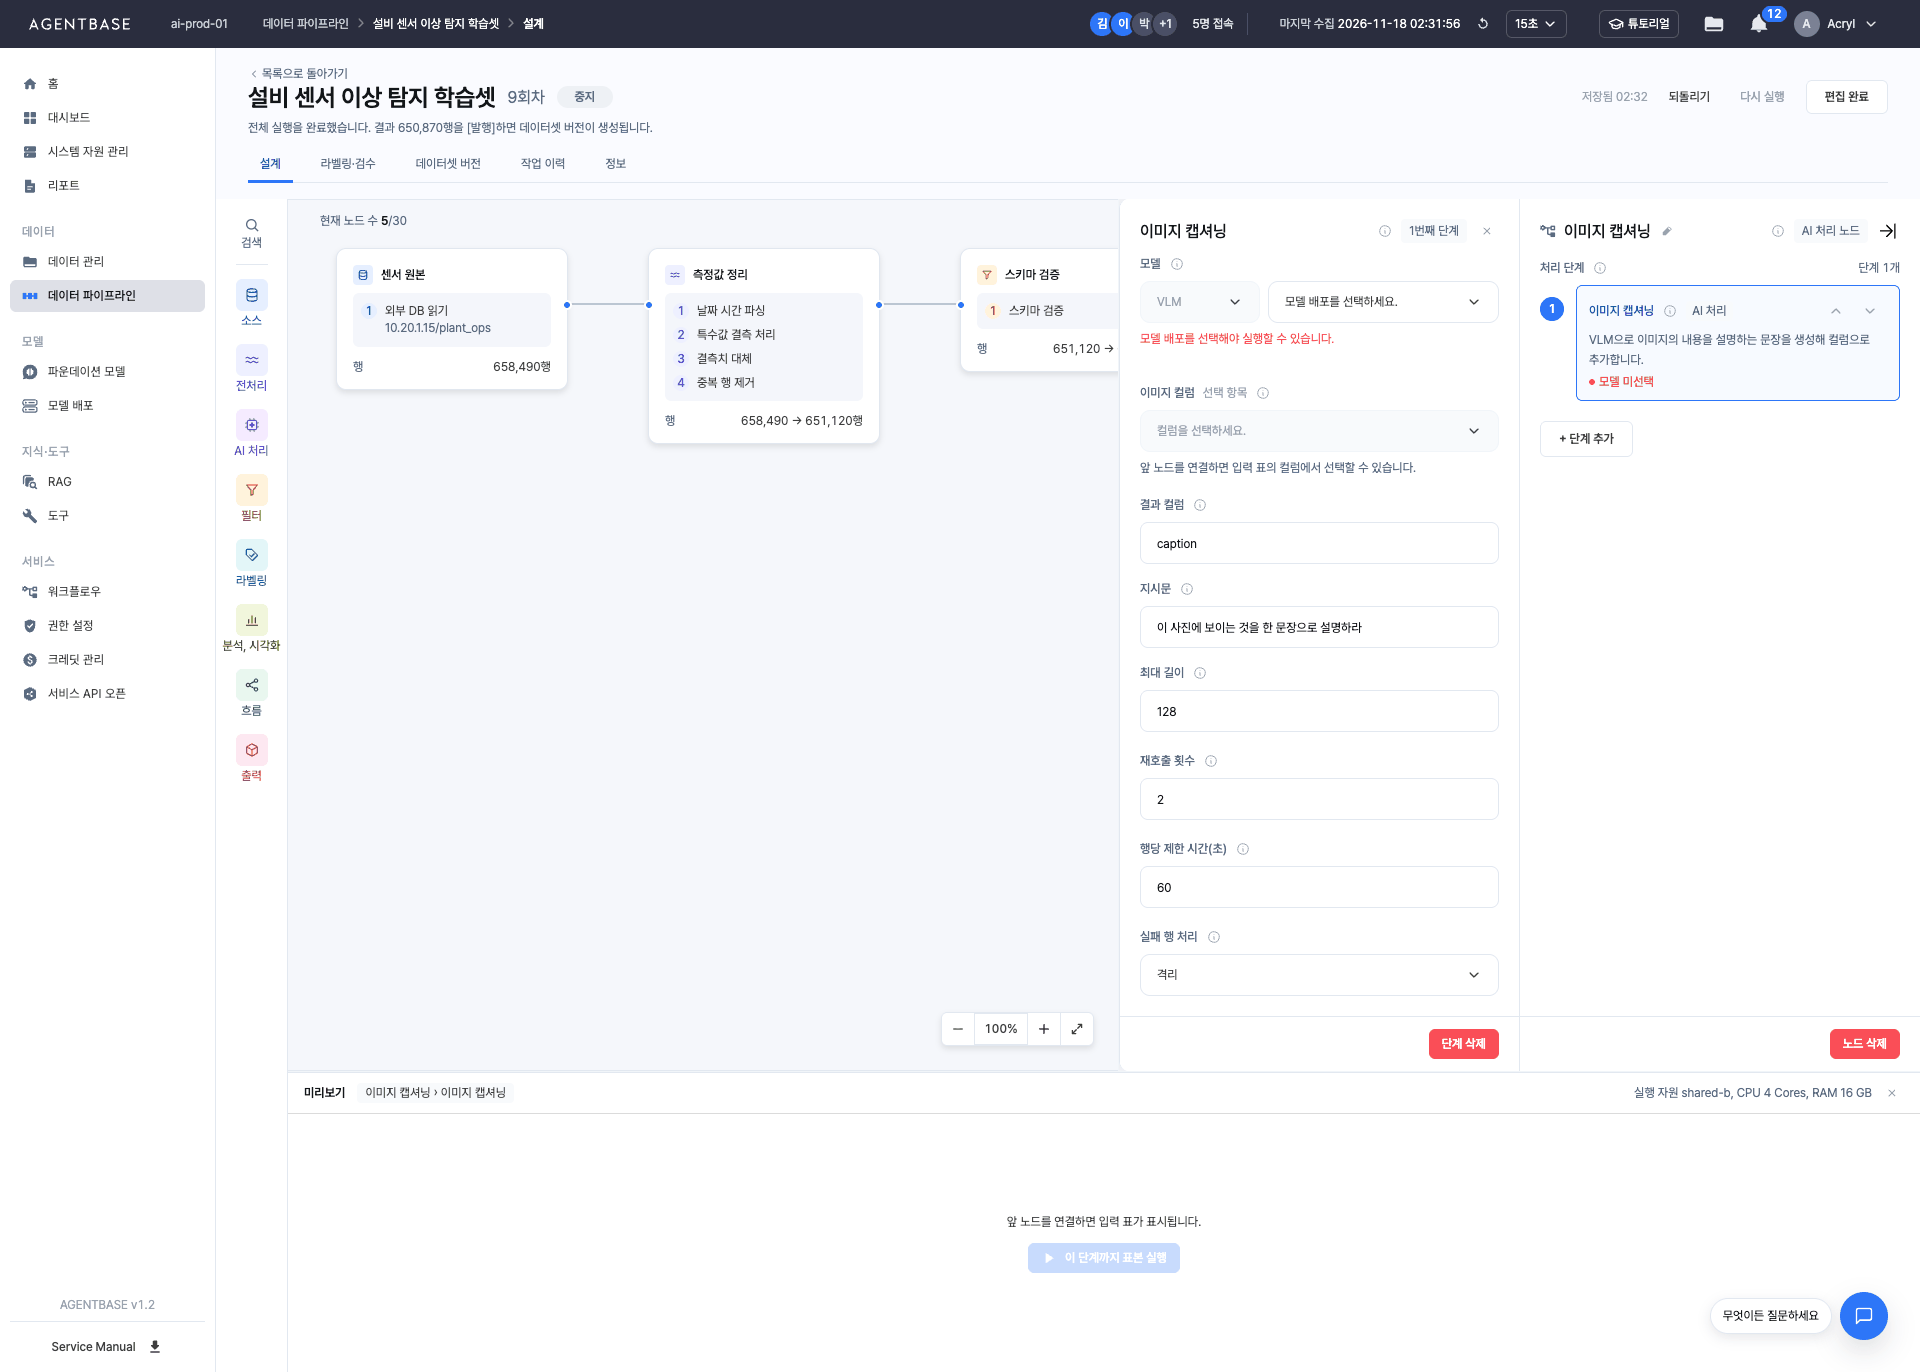 AGENTBASE
ai-prod-01
데이터 파이프라인 > 설비 센서 이상 탐지 학습셋 > 설계
김 이 박 +1 5명 접속
마지막 수집 2026-11-18 02:31:56
15초
튜토리얼
12
A Acryl
홈
대시보드
시스템 자원 관리
리포트
데이터
데이터 관리
데이터 파이프라인
모델
파운데이션 모델
모델 배포
지식·도구
RAG
도구
서비스
워크플로우
권한 설정
크레딧 관리
서비스 API 오픈
AGENTBASE v1.2
Service Manual
목록으로 돌아가기
설비 센서 이상 탐지 학습셋 9회차 중지
전체 실행을 완료했습니다. 결과 650,870행을 [발행]하면 데이터셋 버전이 생성됩니다.
저장됨 02:32 되돌리기 다시 실행 편집 완료
설계 라벨링·검수 데이터셋 버전 작업 이력 정보
검색
소스
전처리
AI 처리
필터
라벨링
분석, 시각화
흐름
출력
현재 노드 수 5/30
센서 원본
1 외부 DB 읽기
10.20.1.15/plant_ops
행 658,490행
측정값 정리
1 날짜 시간 파싱
2 특수값 결측 처리
3 결측치 대체
4 중복 행 제거
행 658,490 → 651,120행
스키마 검증
1 스키마 검증
행 651,120 →
100%
이미지 캡셔닝 1번째 단계
모델
VLM
모델 배포를 선택하세요.
모델 배포를 선택해야 실행할 수 있습니다.
이미지 컬럼 선택 항목
컬럼을 선택하세요.
앞 노드를 연결하면 입력 표의 컬럼에서 선택할 수 있습니다.
결과 컬럼
caption
지시문
이 사진에 보이는 것을 한 문장으로 설명하라
최대 길이
128
재호출 횟수
2
행당 제한 시간(초)
60
실패 행 처리
격리
단계 삭제
이미지 캡셔닝 AI 처리 노드
처리 단계 단계 1개
1 이미지 캡셔닝 AI 처리
VLM으로 이미지의 내용을 설명하는 문장을 생성해 컬럼으로
추가합니다.
모델 미선택
+ 단계 추가
노드 삭제
미리보기 이미지 캡셔닝 › 이미지 캡셔닝
실행 자원 shared-b, CPU 4 Cores, RAM 16 GB
앞 노드를 연결하면 입력 표가 표시됩니다.
이 단계까지 표본 실행
무엇이든 질문하세요